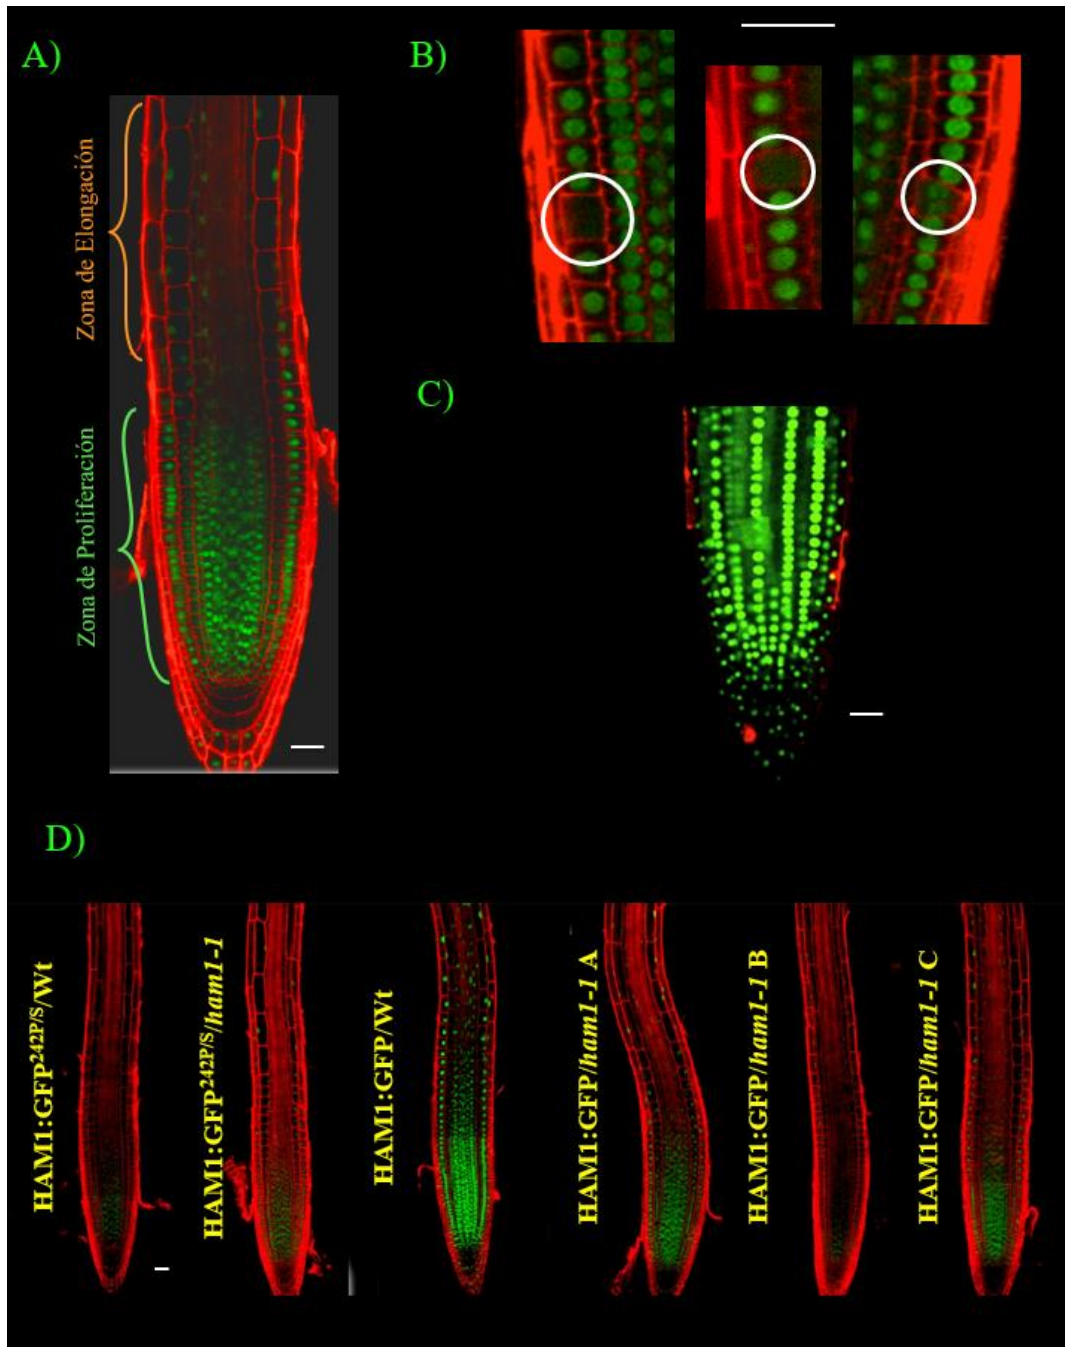 A)
Zona de Elongación
Zona de Proliferación
B)
C)
D)
HAM1:GFP242P/S/Wt
HAM1:GFP242P/S/ham1-1
HAM1:GFP/Wt
HAM1:GFP/ham1-1 A
HAM1:GFP/ham1-1 B
HAM1:GFP/ham1-1 C